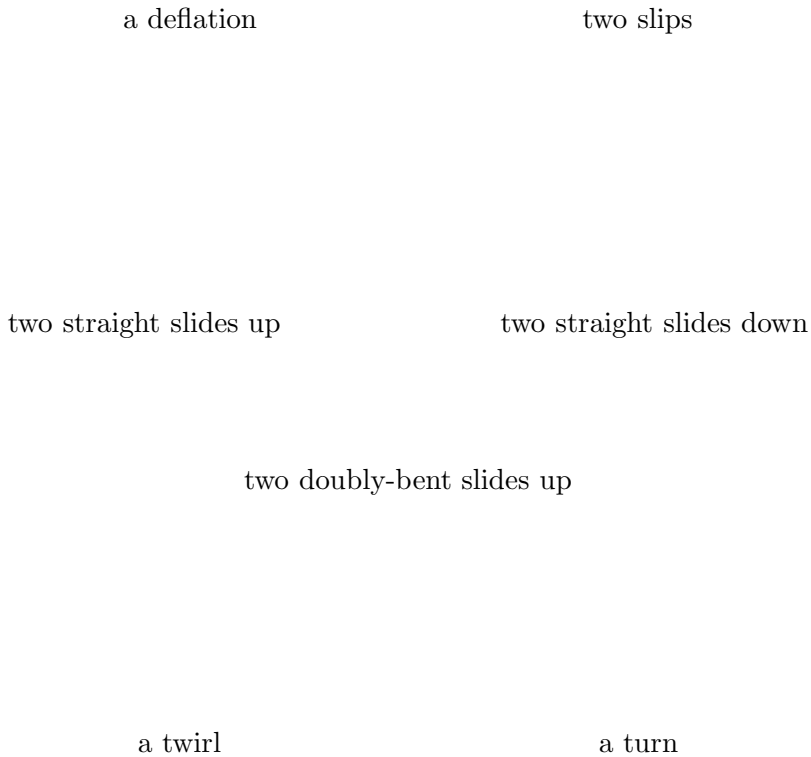 a deflation
two slips
two straight slides up
two straight slides down
two doubly-bent slides up
a twirl
a turn